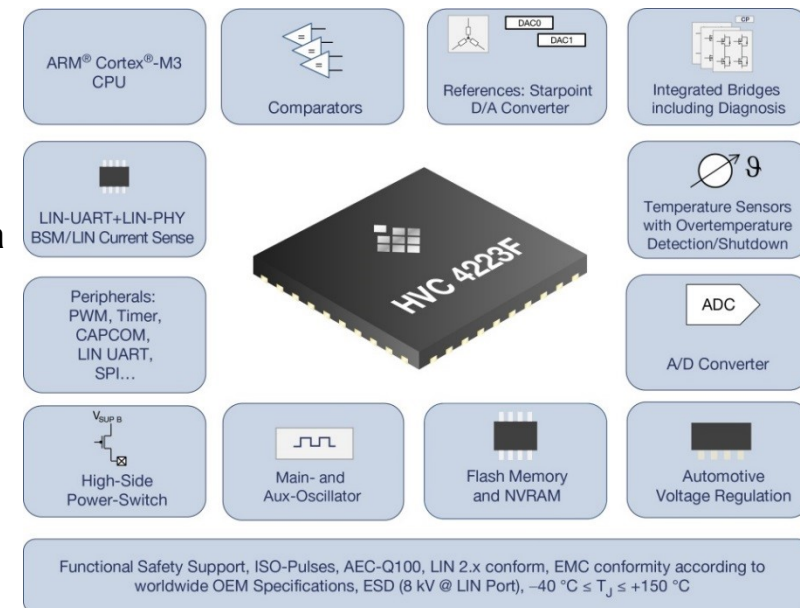 ARM® Cortex®-M3
CPU
Comparators
DAC0
DAC1
References: Starpoint
D/A Converter
CP
Integrated Bridges
including Diagnosis
LIN-UART+LIN-PHY
BSM/LIN Current Sense
HVC 4223F
ϑ
Temperature Sensors
with Overtemperature
Detection/Shutdown
Peripherals:
PWM, Timer,
CAPCOM,
LIN UART,
SPI…
ADC
A/D Converter
VSUP B
High-Side
Power-Switch
Main- and
Aux-Oscillator
Flash Memory
and NVRAM
Automotive
Voltage Regulation
Functional Safety Support, ISO-Pulses, AEC-Q100, LIN 2.x conform, EMC conformity according to
worldwide OEM Specifications, ESD (8 kV @ LIN Port), –40 °C ≤ TJ ≤ +150 °C